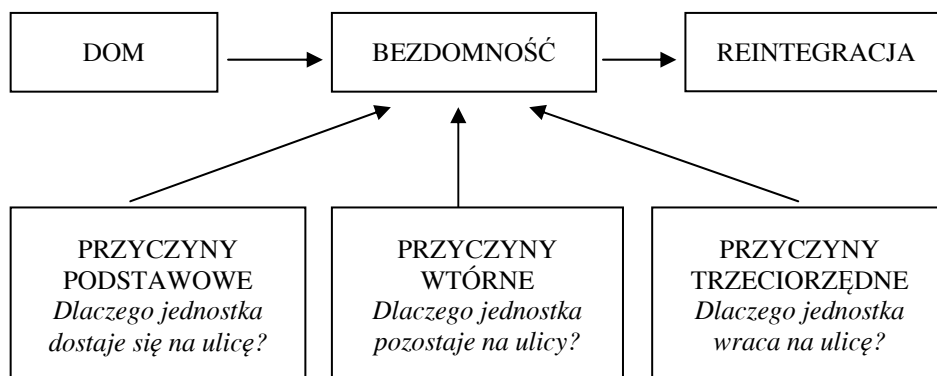 DOM
BEZDOMNOŚĆ
REINTEGRACJA
PRZYCZYNY
PODSTAWOWE
Dlaczego jednostka
dostaje się na ulicę?
PRZYCZYNY
WTÓRNE
Dlaczego jednostka
pozostaje na ulicy?
PRZYCZYNY
TRZECIORZĘDNE
Dlaczego jednostka
wraca na ulicę?